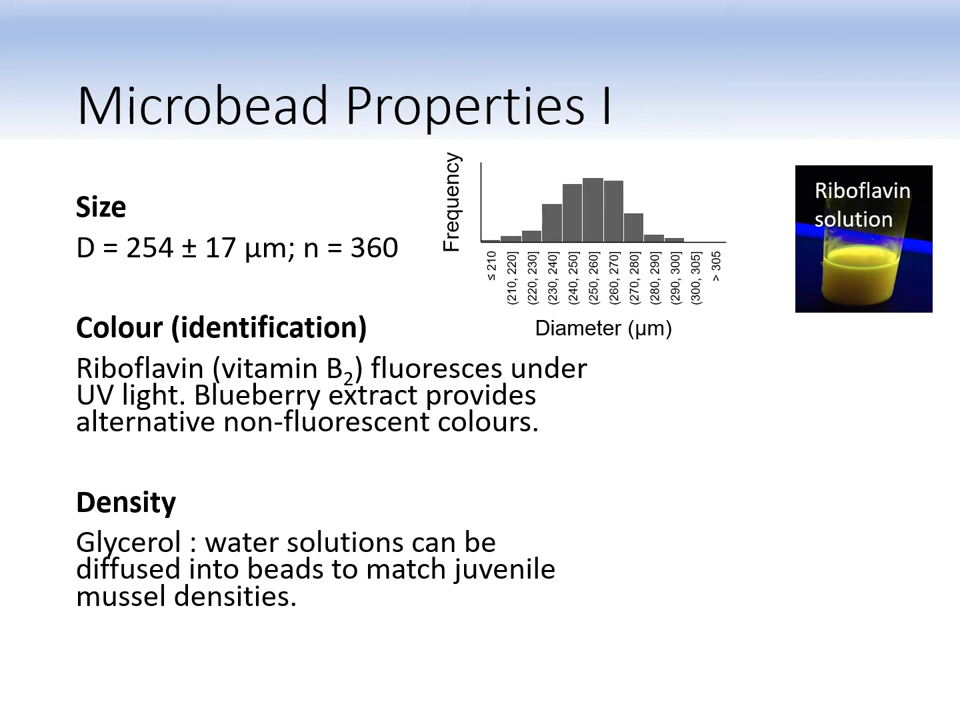 Microbead Properties I
Size
D = 254 ± 17 µm; n = 360
Frequency
≤ 210
(210, 220]
(220, 230]
(230, 240]
(240, 250]
(250, 260]
(260, 270]
(270, 280]
(280, 290]
(290, 300]
(300, 305]
> 305
Diameter (µm)
Riboflavin
solution
Colour (identification)
Riboflavin (vitamin B2) fluoresces under
UV light. Blueberry extract provides
alternative non-fluorescent colours.
Density
Glycerol : water solutions can be
diffused into beads to match juvenile
mussel densities.